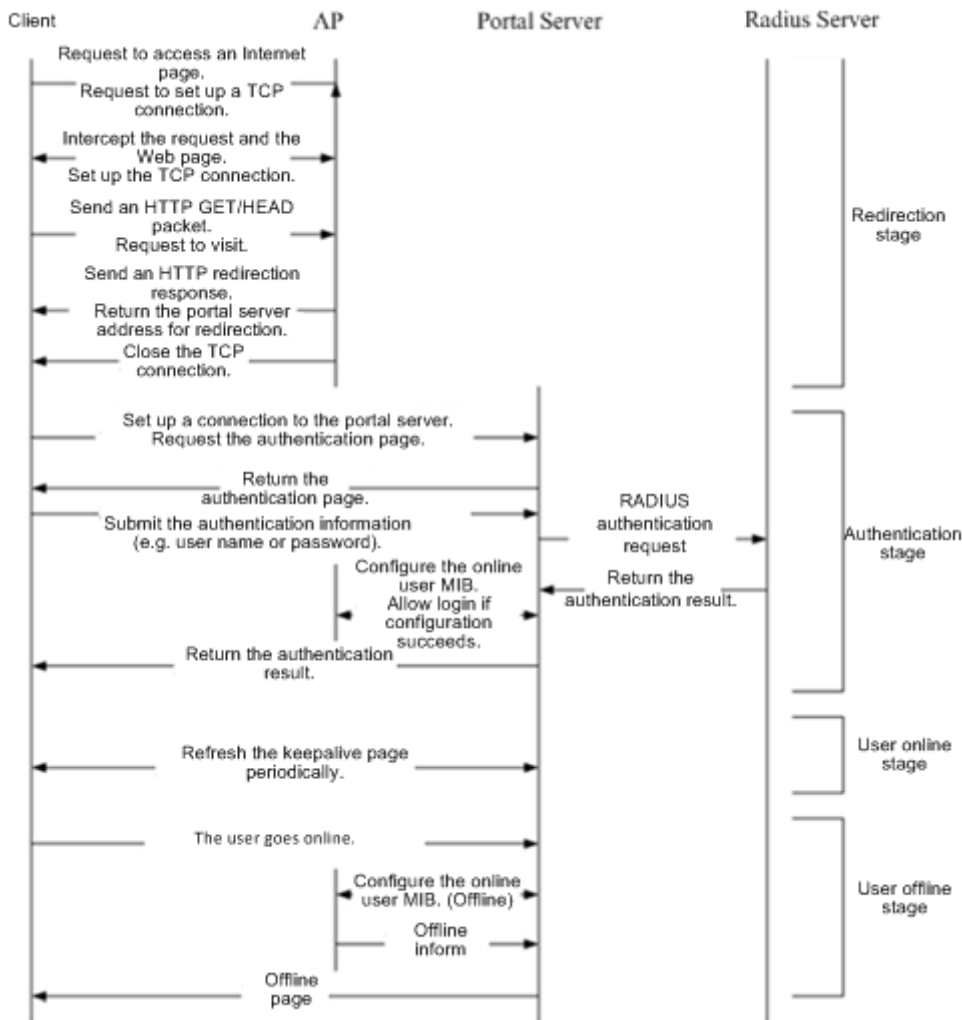 Client
AP
Portal Server
Radius Server
Request to access an Internet
page.
Request to set up a TCP
connection.
Intercept the request and the
Web page.
Set up the TCP connection.
Send an HTTP GET/HEAD
packet.
Request to visit.
Send an HTTP redirection
response.
Return the portal server
address for redirection.
Close the TCP
connection.
Redirection
stage
Set up a connection to the portal server.
Request the authentication page.
Return the
authentication page.
Submit the authentication information
(e.g. user name or password).
RADIUS
authentication
request
Configure the online
user MIB.
Allow login if
configuration
succeeds.
Return the
authentication result.
Return the authentication
result.
Authentication
stage
Refresh the keepalive page
periodically.
User online
stage
The user goes online.
Configure the online
user MIB. (Offline)
Offline
inform
Offline
page
User offline
stage